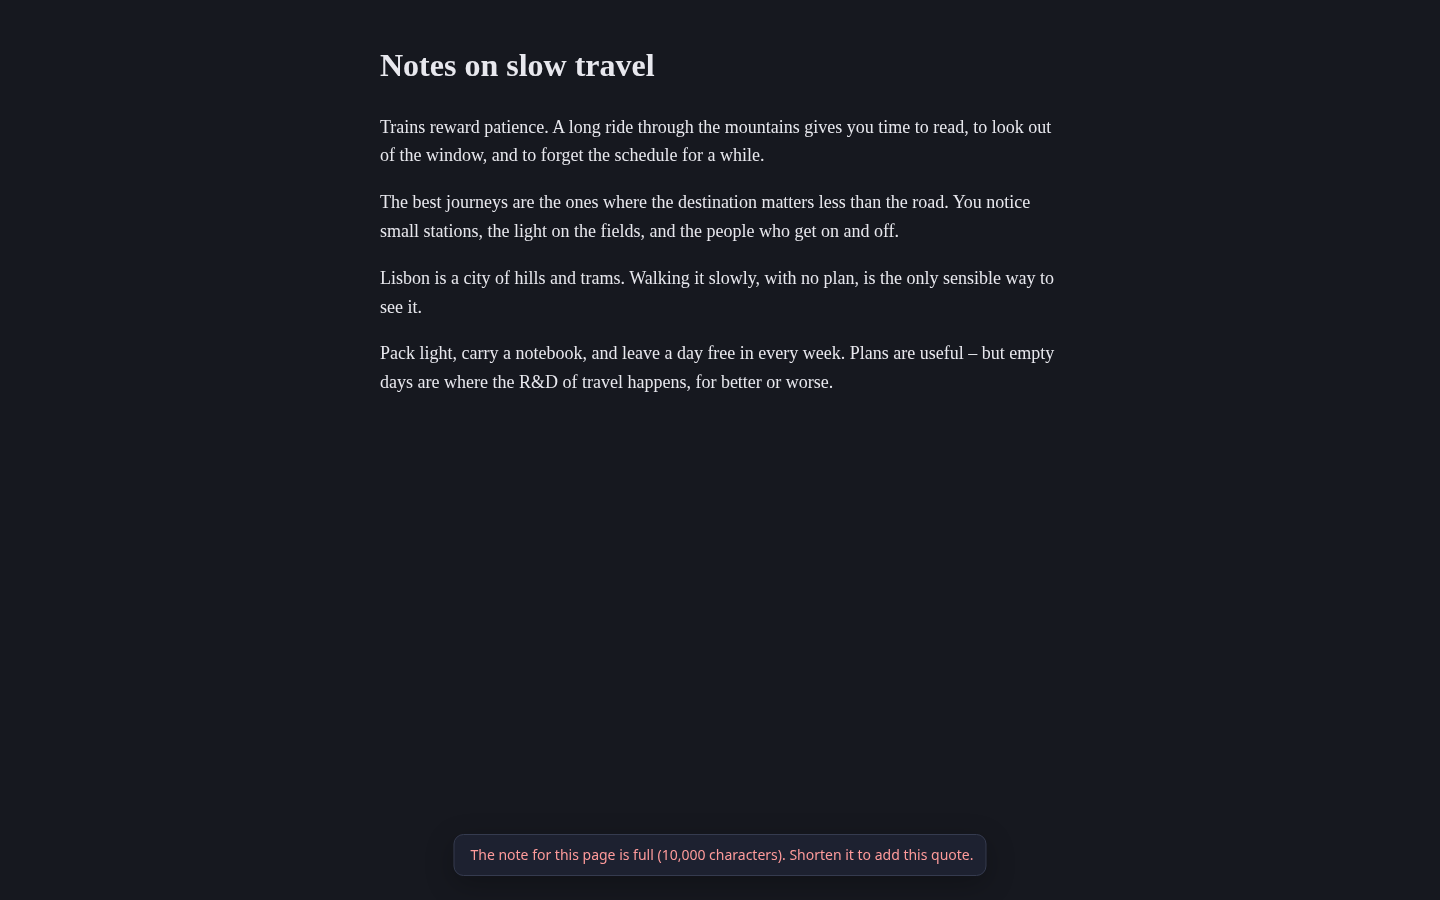 Notes on slow travel
Trains reward patience. A long ride through the mountains gives you time to read, to look out
of the window, and to forget the schedule for a while.
The best journeys are the ones where the destination matters less than the road. You notice
small stations, the light on the fields, and the people who get on and off.
Lisbon is a city of hills and trams. Walking it slowly, with no plan, is the only sensible way to
see it.
Pack light, carry a notebook, and leave a day free in every week. Plans are useful – but empty
days are where the R&D of travel happens, for better or worse.
The note for this page is full (10,000 characters). Shorten it to add this quote.